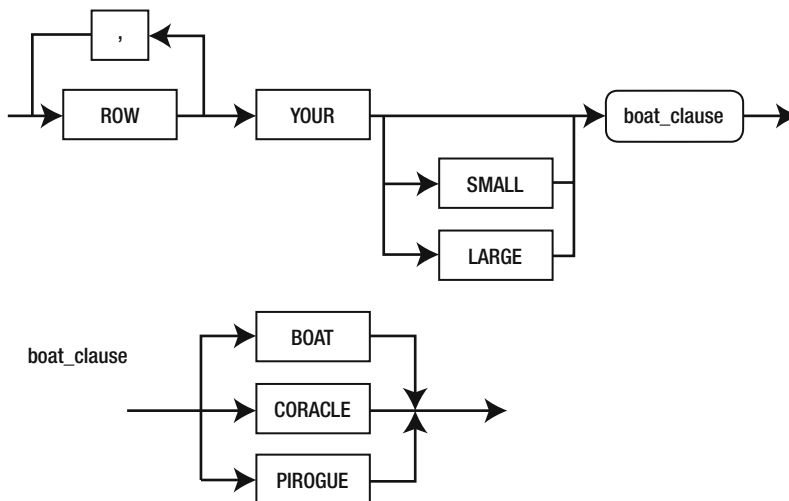 ,
ROW YOUR boat_clause
SMALL
LARGE
boat_clause
BOAT
CORACLE
PIROGUE